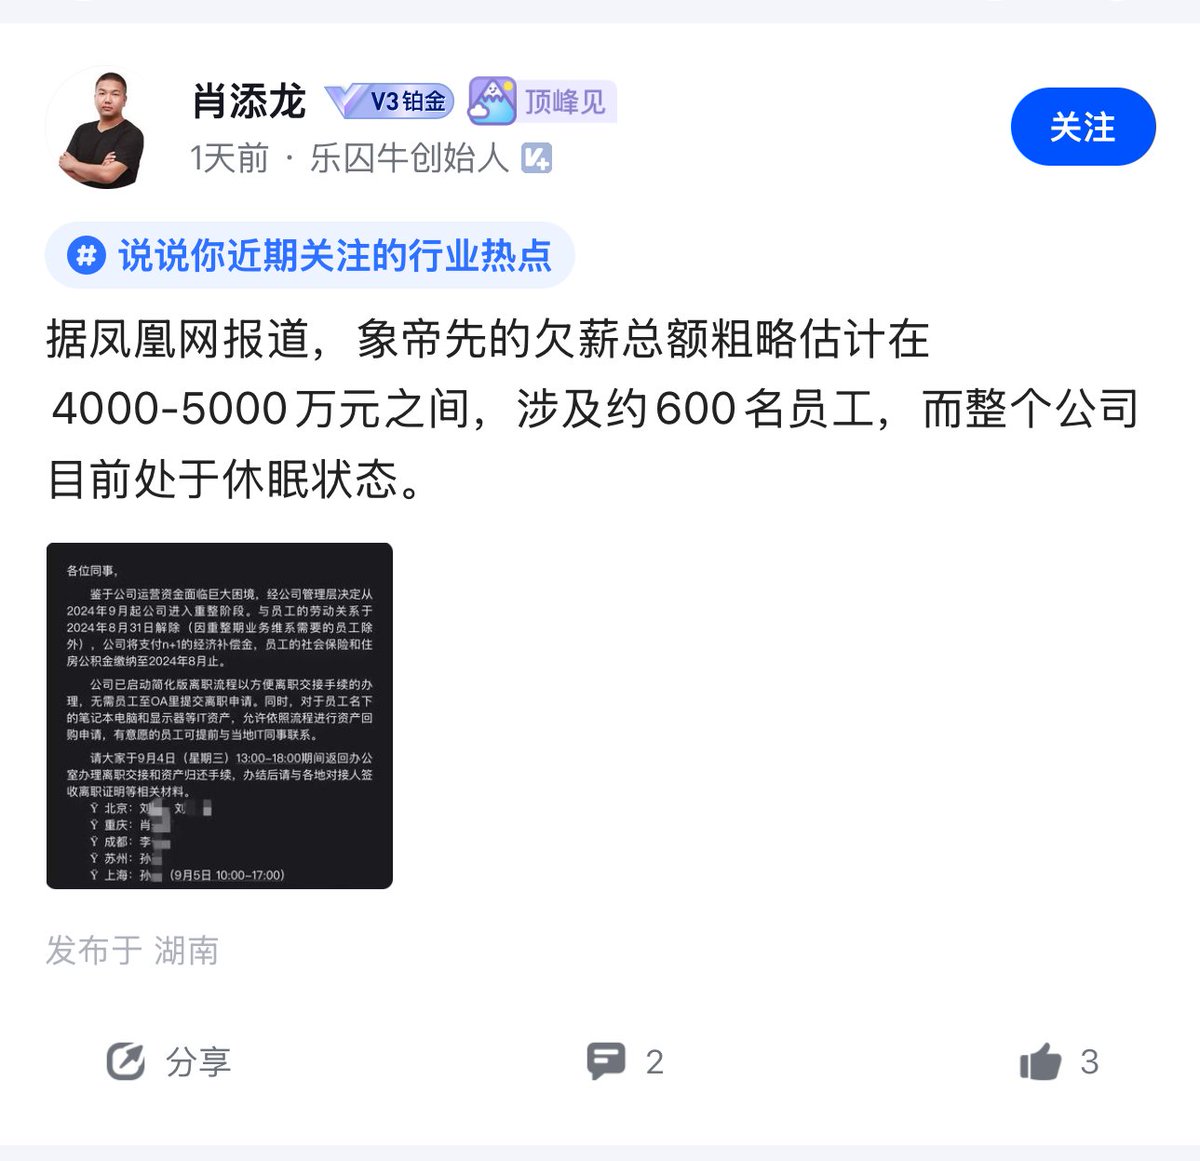 肖添龙 V3铂金 顶峰见
1天前 · 乐囚牛创始人 V+
关注
# 说说你近期关注的行业热点
据凤凰网报道，象帝先的欠薪总额粗略估计在
4000-5000万元之间，涉及约600名员工，而整个公司
目前处于休眠状态。
各位同事，
鉴于公司运营资金面临巨大困境，经公司管理层决定从
2024年9月起公司进入重整阶段。与员工的劳动关系于
2024年8月31日解除（因重整期业务维系需要的员工除
外），公司将支付n+1的经济补偿金，员工的社会保险和住
房公积金缴纳至2024年8月止。
公司已启动简化版离职流程以方便离职交接手续的办
理，无需员工至OA里提交离职申请。同时，对于员工名下
的笔记本电脑和显示器等IT资产，允许依照流程进行资产回
购申请，有意愿的员工可提前与当地IT同事联系。
请大家于9月4日（星期三）13:00-18:00期间返回办公
室办理离职交接和资产归还手续，办结后请与各地对接人签
收离职证明等相关材料。
Ÿ 北京：刘 刘
Ÿ 重庆：肖
Ÿ 成都：李
Ÿ 苏州：孙
Ÿ 上海：孙 （9月5日 10:00-17:00）
发布于 湖南
分享
2
3